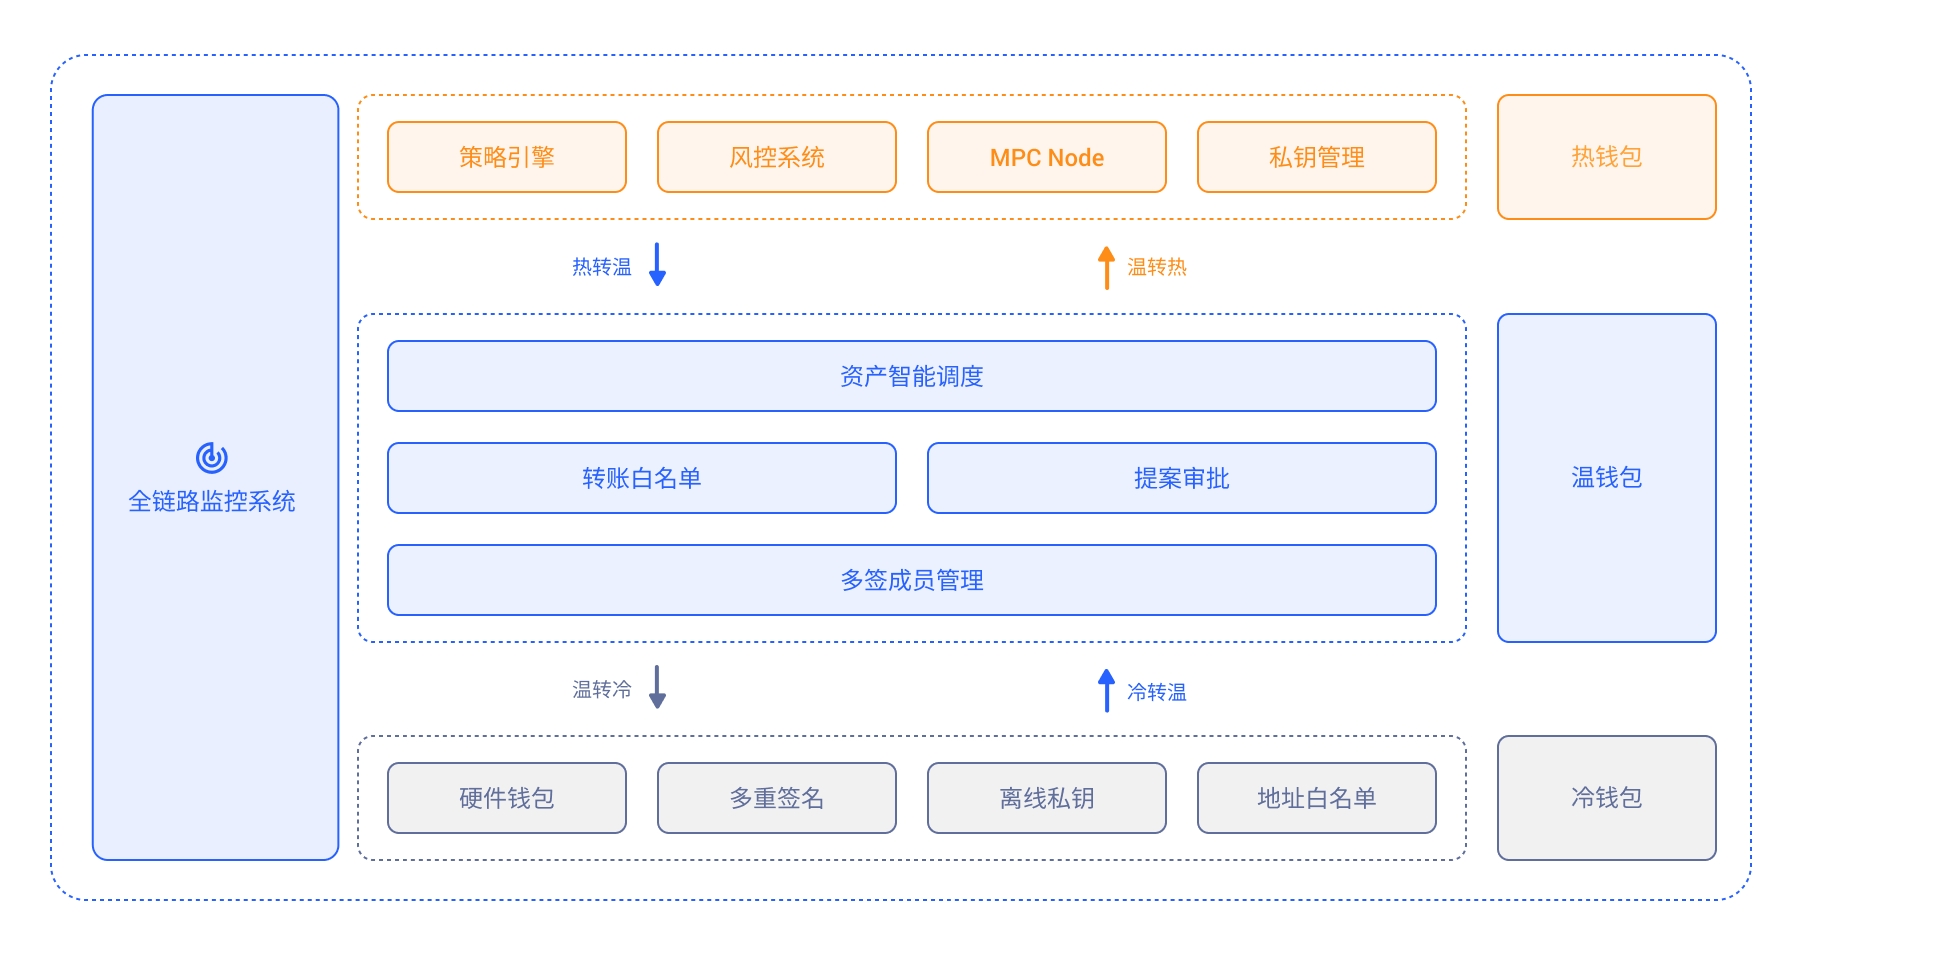 策略引擎
风控系统
MPC Node
私钥管理
热钱包
热转温
温转热
全链路监控系统
资产智能调度
转账白名单
提案审批
多签成员管理
温钱包
温转冷
冷转温
硬件钱包
多重签名
离线私钥
地址白名单
冷钱包